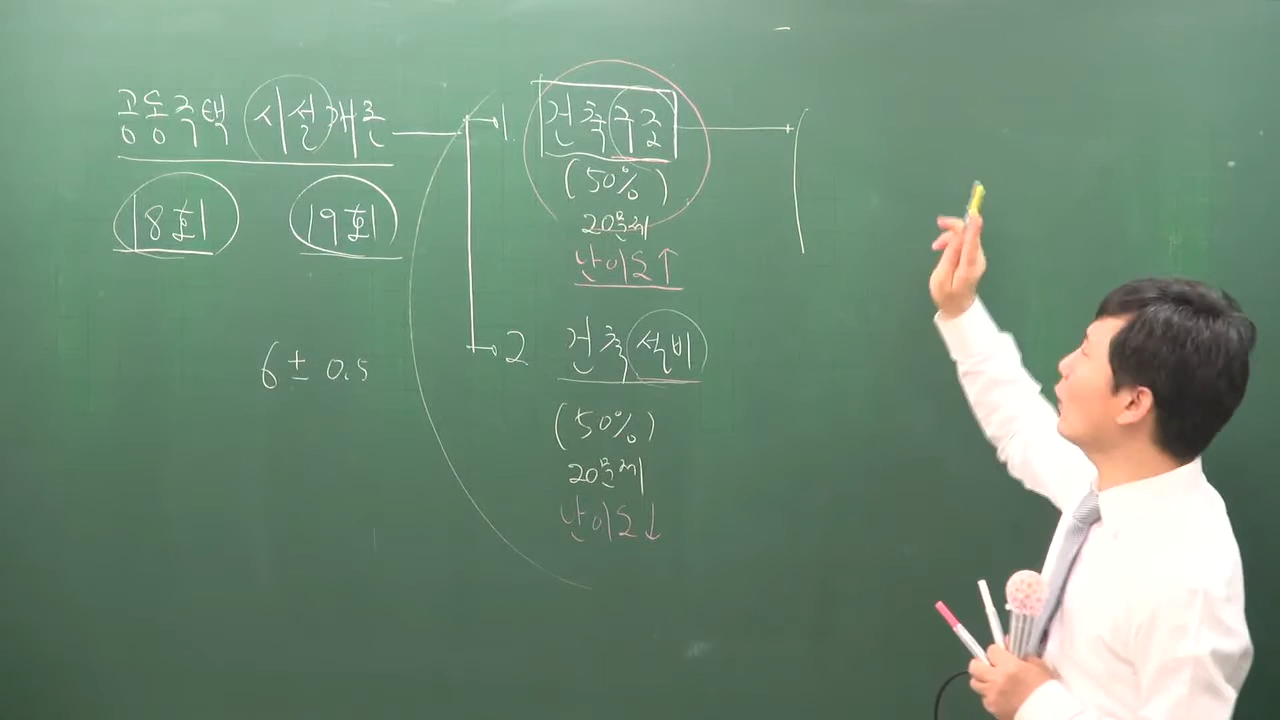 공동주택 시설개론
18회 19회
6 ± 0.5
1. 건축구조
(50%)
20문제
난이도↑
2 건축설비
(50%)
20문제
난이도↓